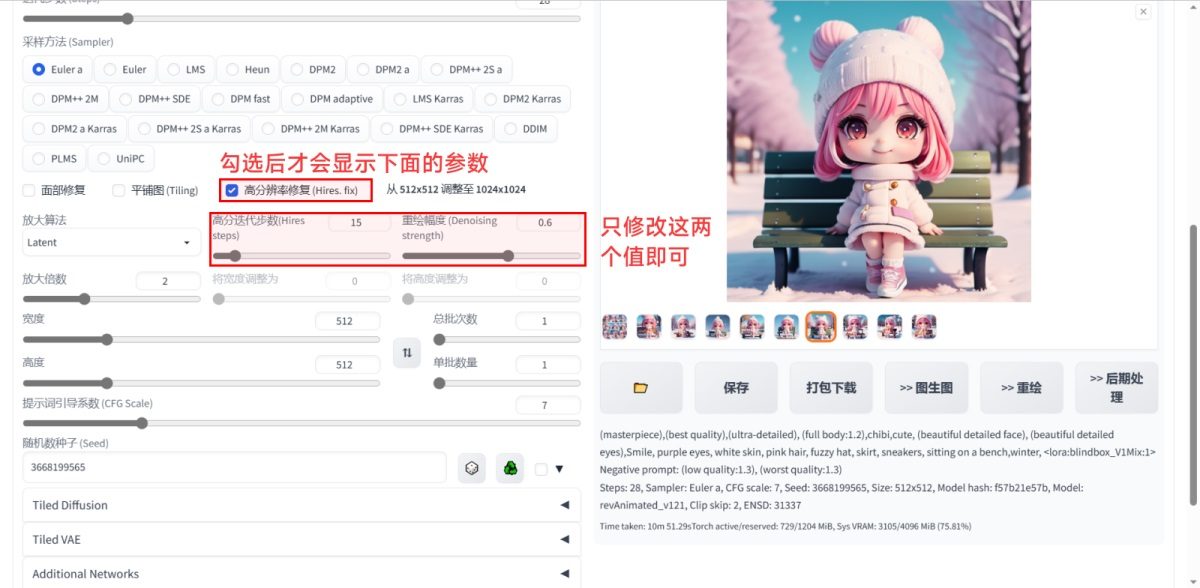 迭代步数 (Steps)
28
采样方法 (Sampler)
Euler a
Euler
LMS
Heun
DPM2
DPM2 a
DPM++ 2S a
DPM++ 2M
DPM++ SDE
DPM fast
DPM adaptive
LMS Karras
DPM2 Karras
DPM2 a Karras
DPM++ 2S a Karras
DPM++ 2M Karras
DPM++ SDE Karras
DDIM
PLMS
UniPC
勾选后才会显示下面的参数
面部修复
平铺图 (Tiling)
高分辨率修复 (Hires. fix)
从 512x512 调整至 1024x1024
放大算法
Latent
高分迭代步数 (Hires
steps)
15
重绘幅度 (Denoising
strength)
0.6
只修改这两
个值即可
放大倍数
2
将宽度调整为
0
将高度调整为
0
宽度
512
总批次数
1
高度
512
单批数量
1
提示词引导系数 (CFG Scale)
7
随机数种子 (Seed)
3668199565
Tiled Diffusion
Tiled VAE
Additional Networks
保存
打包下载
>> 图生图
>> 重绘
>> 后期处
理
(masterpiece),(best quality),(ultra-detailed), (full body:1.2),chibi,cute, (beautiful detailed face), (beautiful detailed
eyes),Smile, purple eyes, white skin, pink hair, fuzzy hat, skirt, sneakers, sitting on a bench,winter, <lora:blindbox_V1Mix:1>
Negative prompt: (low quality:1.3), (worst quality:1.3)
Steps: 28, Sampler: Euler a, CFG scale: 7, Seed: 3668199565, Size: 512x512, Model hash: f57b21e57b, Model:
revAnimated_v121, Clip skip: 2, ENSD: 31337
Time taken: 10m 51.29sTorch active/reserved: 729/1204 MiB, Sys VRAM: 3105/4096 MiB (75.81%)